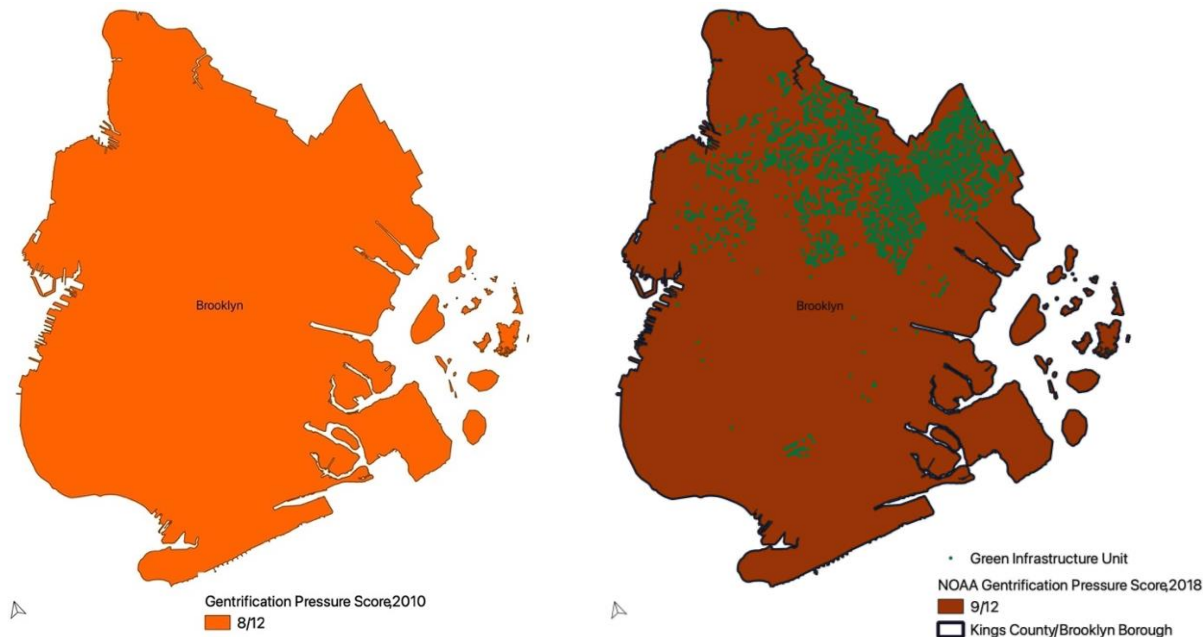 Brooklyn
Gentrification Pressure Score,2010
8/12
Brooklyn
Green Infrastructure Unit
NOAA Gentrification Pressure Score,2018
9/12
Kings County/Brooklyn Borough